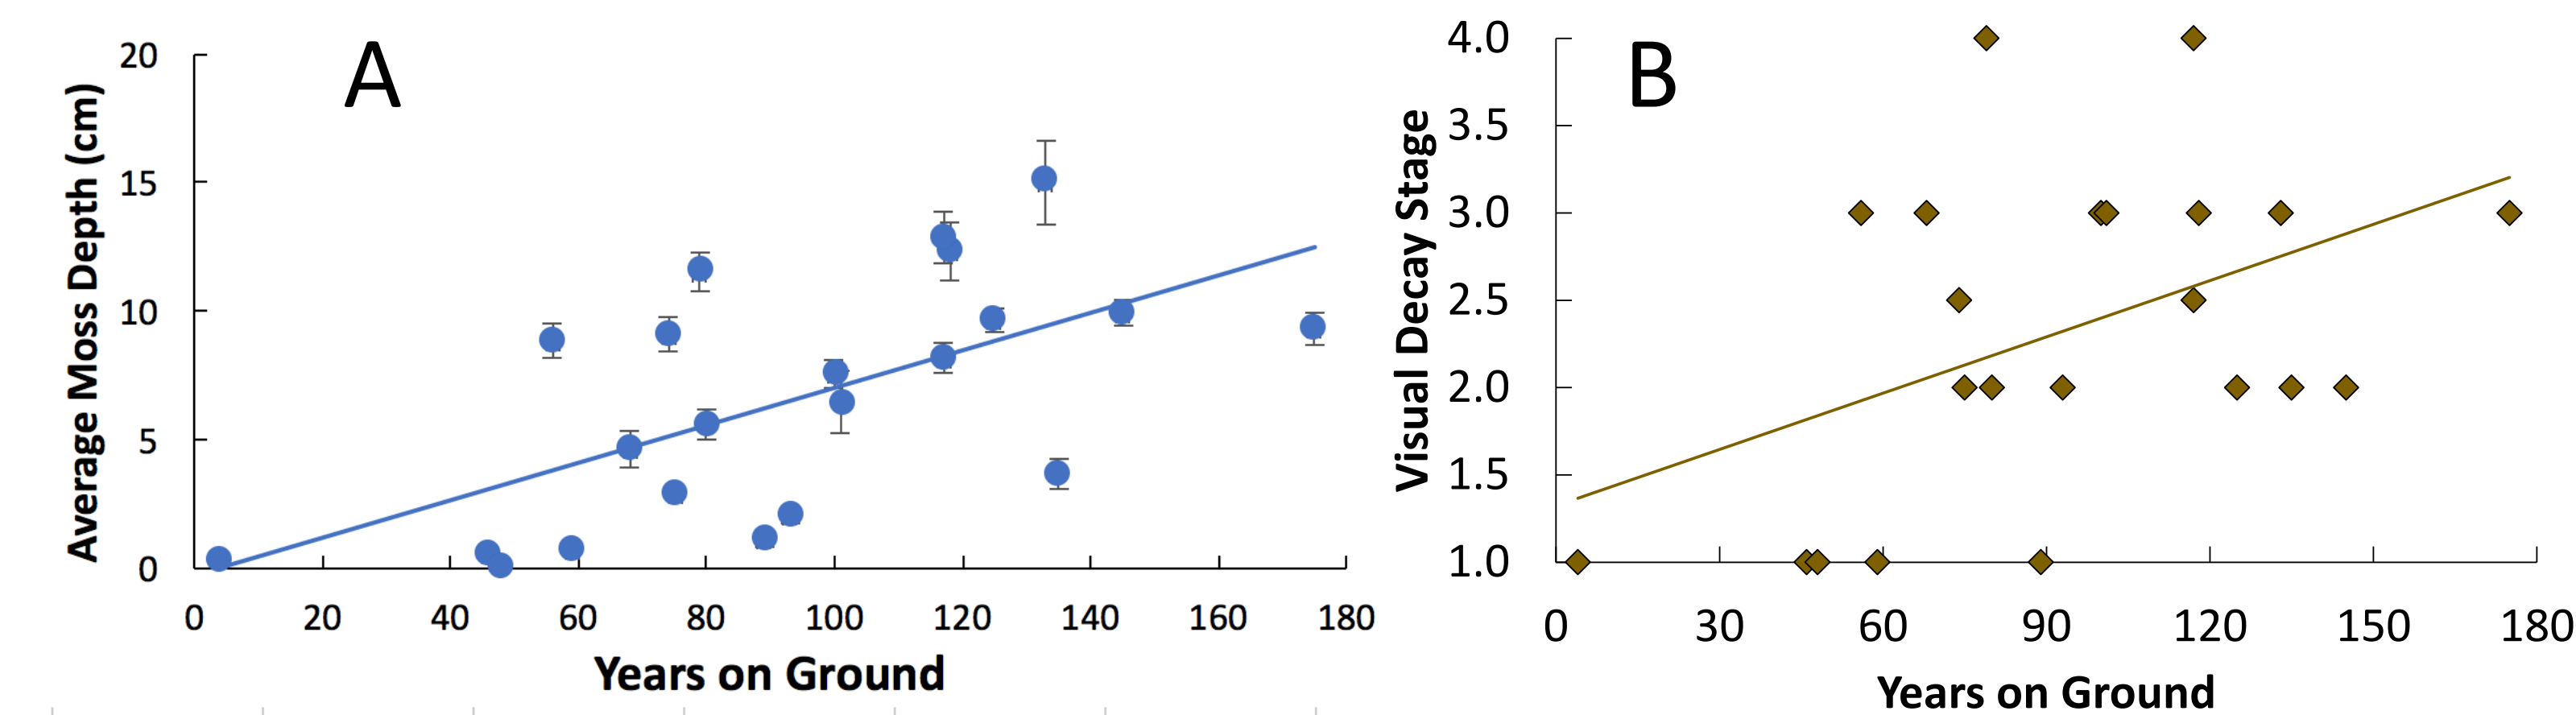 A
Average Moss Depth (cm)
20
15
10
5
0
0 20 40 60 80 100 120 140 160 180
Years on Ground
B
Visual Decay Stage
4.0
3.5
3.0
2.5
2.0
1.5
1.0
0 30 60 90 120 150 180
Years on Ground